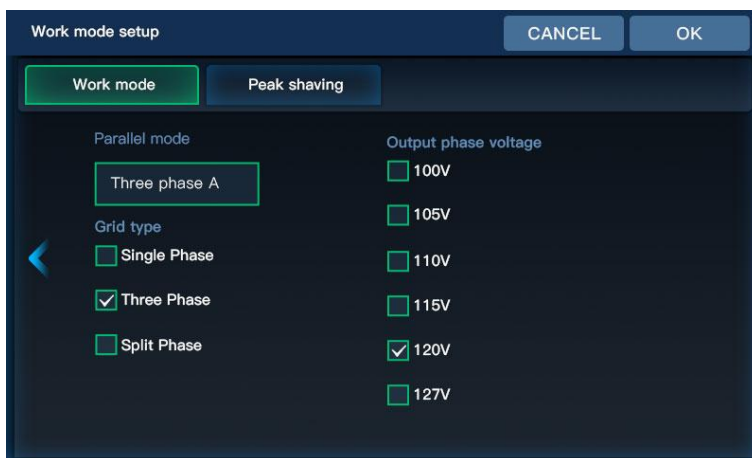 Work mode setup
CANCEL
OK
Work mode
Peak shaving
Parallel mode
Three phase A
Grid type
Single Phase
Three Phase
Split Phase
Output phase voltage
100V
105V
110V
115V
120V
127V